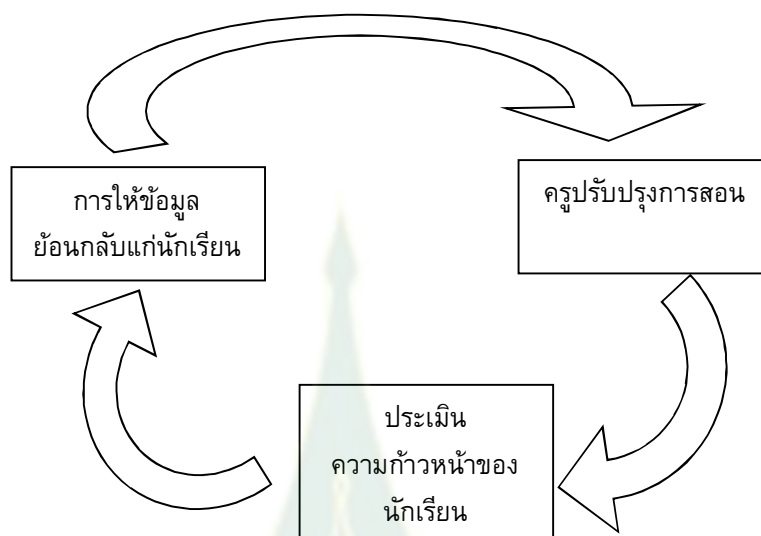 การให้ข้อมูล
ย้อนกลับแก่นักเรียน
ครูปรับปรุงการสอน
ประเมิน
ความก้าวหน้าของ
นักเรียน